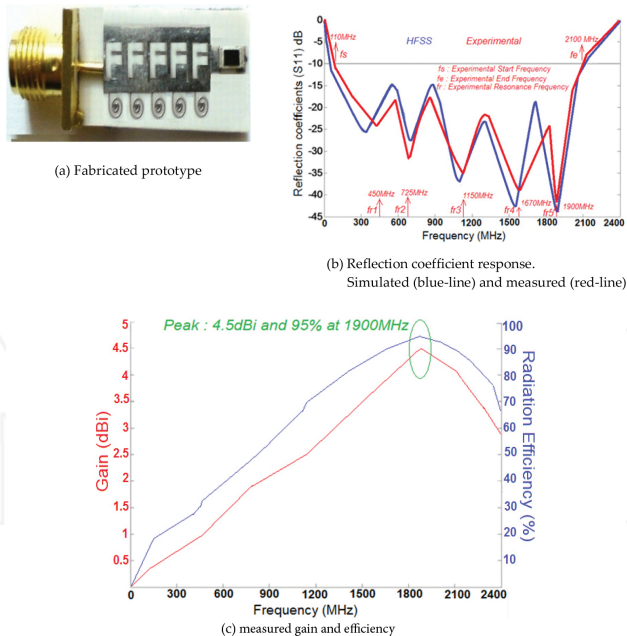 FFFFF
(a) Fabricated prototype
Reflection coefficients (S11) dB
0
-5
-10
-15
-20
-25
-30
-35
-40
-45
110MHz
fs
HFSS
Experimental
2100 MHz
fe
fs : Experimental Start Frequency
fe : Experimental End Frequency
fr : Experimental Resonance Frequency
450MHz
725MHz
1150MHz
1670MHz
1900MHz
fr1
fr2
fr3
fr4
fr5
0
300
600
900
1200
1500
1800
2100
2400
Frequency (MHz)
(b) Reflection coefficient response.
Simulated (blue-line) and measured (red-line)
Peak : 4.5dBi and 95% at 1900MHz
Gain (dBi)
5
4.5
4
3.5
3
2.5
2
1.5
1
0.5
100
90
80
70
60
50
40
30
20
10
Radiation Efficiency (%)
0
300
600
900
1200
1500
1800
2100
2400
Frequency (MHz)
(c) measured gain and efficiency